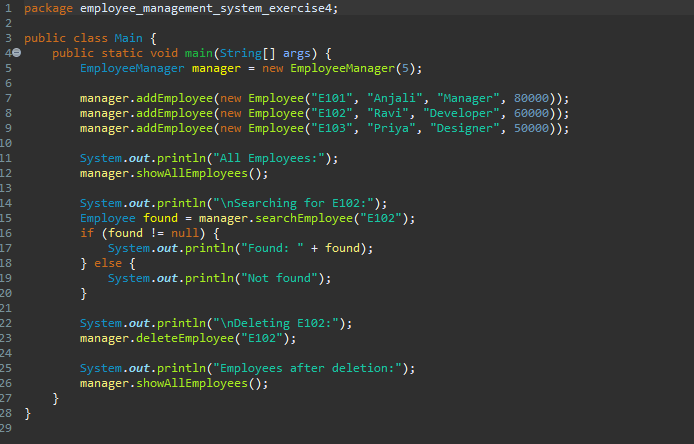 1 package employee_management_system_exercise4;
2
3 public class Main {
4     public static void main(String[] args) {
5         EmployeeManager manager = new EmployeeManager(5);
6
7         manager.addEmployee(new Employee("E101", "Anjali", "Manager", 80000));
8         manager.addEmployee(new Employee("E102", "Ravi", "Developer", 60000));
9         manager.addEmployee(new Employee("E103", "Priya", "Designer", 50000));
10
11         System.out.println("All Employees:");
12         manager.showAllEmployees();
13
14         System.out.println("\nSearching for E102:");
15         Employee found = manager.searchEmployee("E102");
16         if (found != null) {
17             System.out.println("Found: " + found);
18         } else {
19             System.out.println("Not found");
20         }
21
22         System.out.println("\nDeleting E102:");
23         manager.deleteEmployee("E102");
24
25         System.out.println("Employees after deletion:");
26         manager.showAllEmployees();
27     }
28 }
29